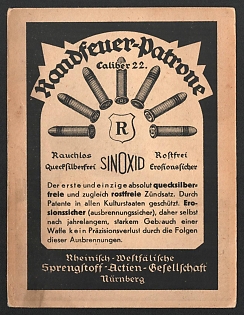 Randfeuer-Patrone
Caliber 22.
R
Rauchlos
Quecksilberfrei
SINOXID
Rostfrei
Erosionssicher
Der erste und einzige absolut quecksilber-
freie und zugleich rostfreie Zündsatz. Durch
Patente in allen Kulturstaaten geschützt. Ero-
sionssicher (ausbrennungssicher), daher selbst
nach jahrelangem, starkem Gebrauch einer
Waffe kein Präzisionsverlust durch die Folgen
dieser Ausbrennungen.
Rheinisch-Westfälische
Sprengstoff-Actien-Gesellschaft
Nürnberg